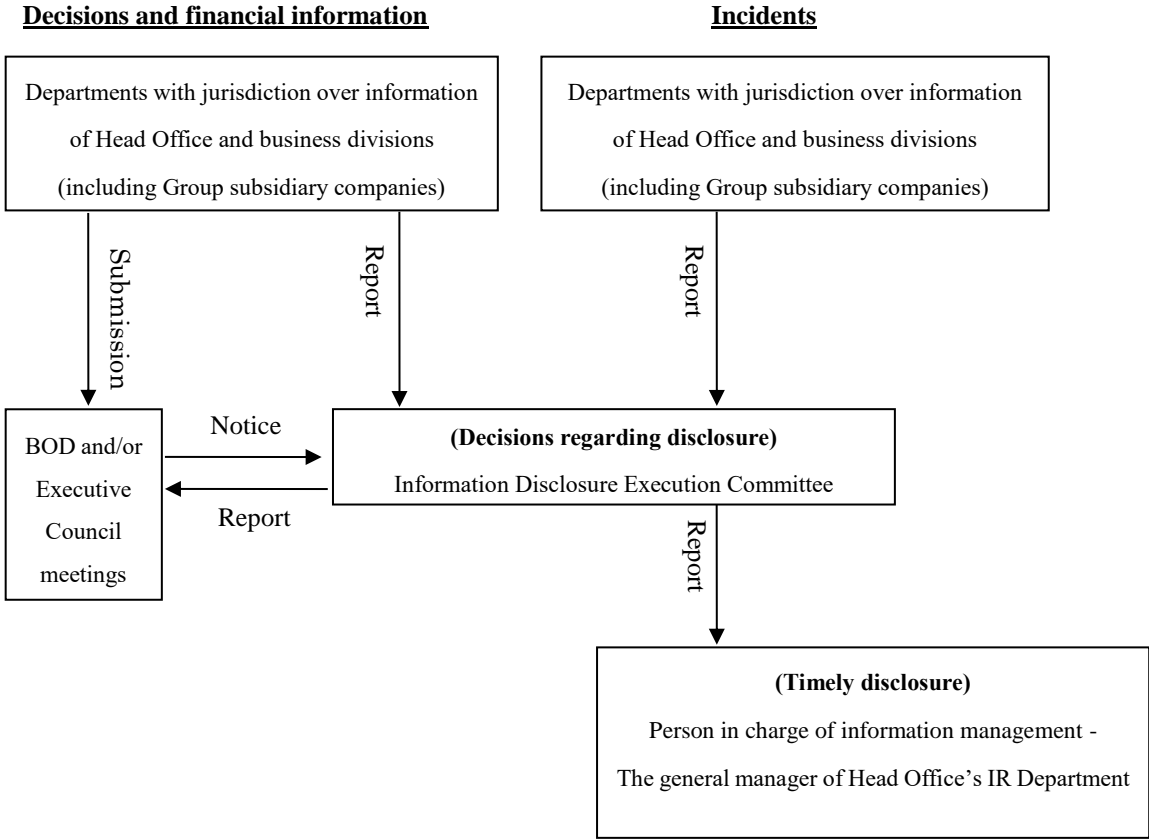 Decisions and financial information
Incidents
Departments with jurisdiction over information
of Head Office and business divisions
(including Group subsidiary companies)
Departments with jurisdiction over information
of Head Office and business divisions
(including Group subsidiary companies)
Submission
Report
Report
BOD and/or
Executive
Council
meetings
Notice
Report
(Decisions regarding disclosure)
Information Disclosure Execution Committee
Report
(Timely disclosure)
Person in charge of information management -
The general manager of Head Office’s IR Department